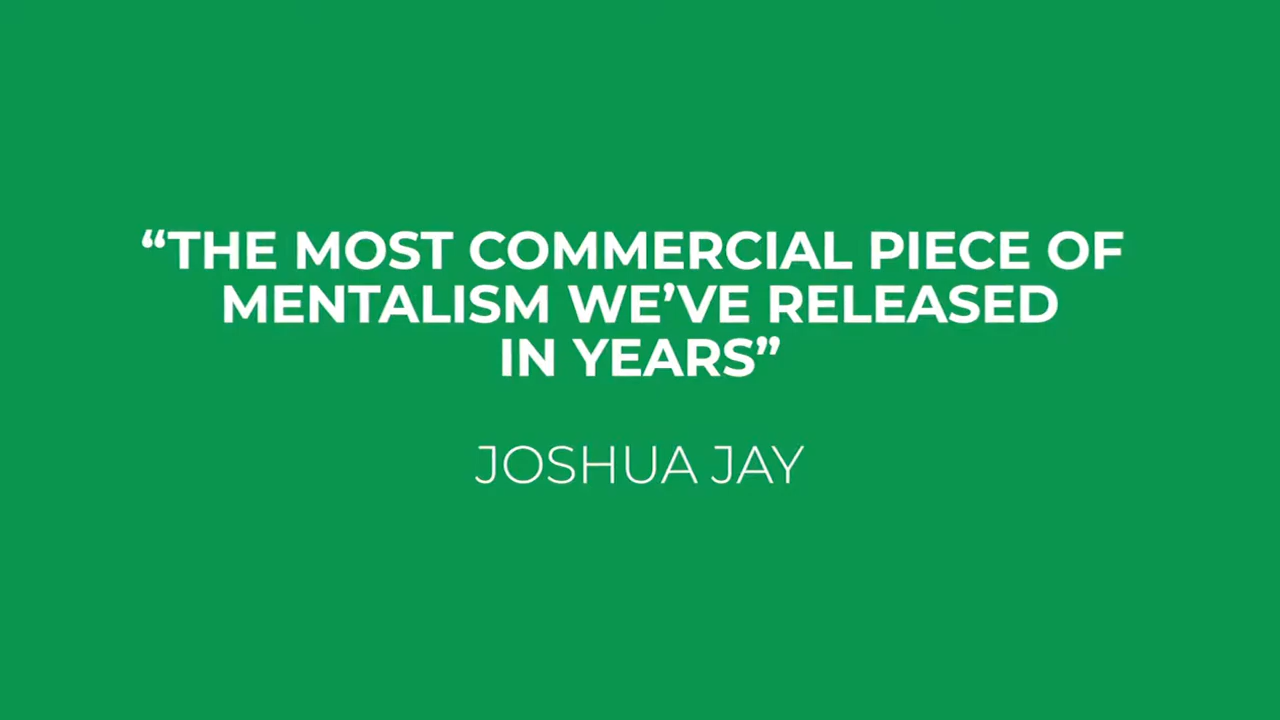 “THE MOST COMMERCIAL PIECE OF
MENTALISM WE’VE RELEASED
IN YEARS”
JOSHUA JAY